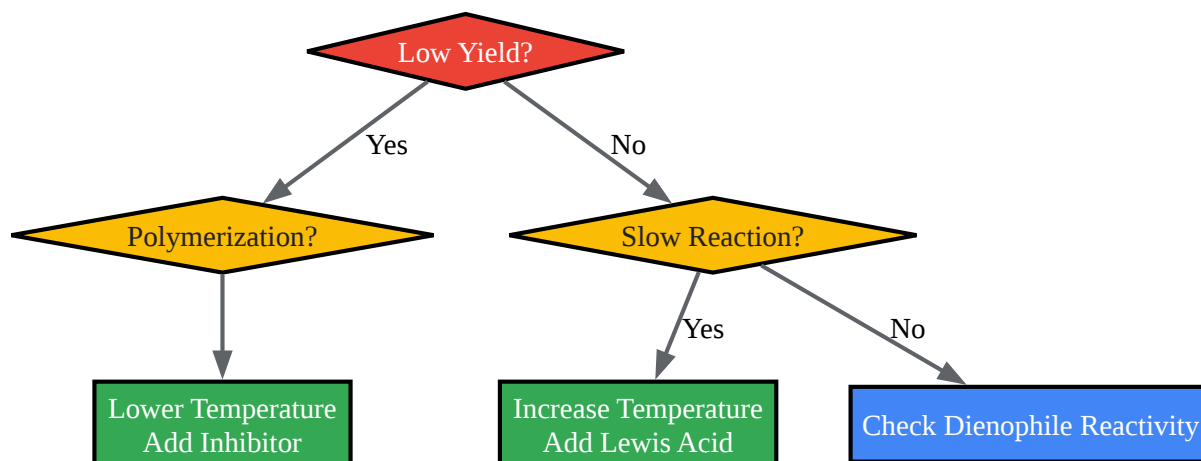 Low Yield?
Yes
No
Polymerization?
Slow Reaction?
Yes
No
Lower Temperature
Add Inhibitor
Increase Temperature
Add Lewis Acid
Check Dienophile Reactivity